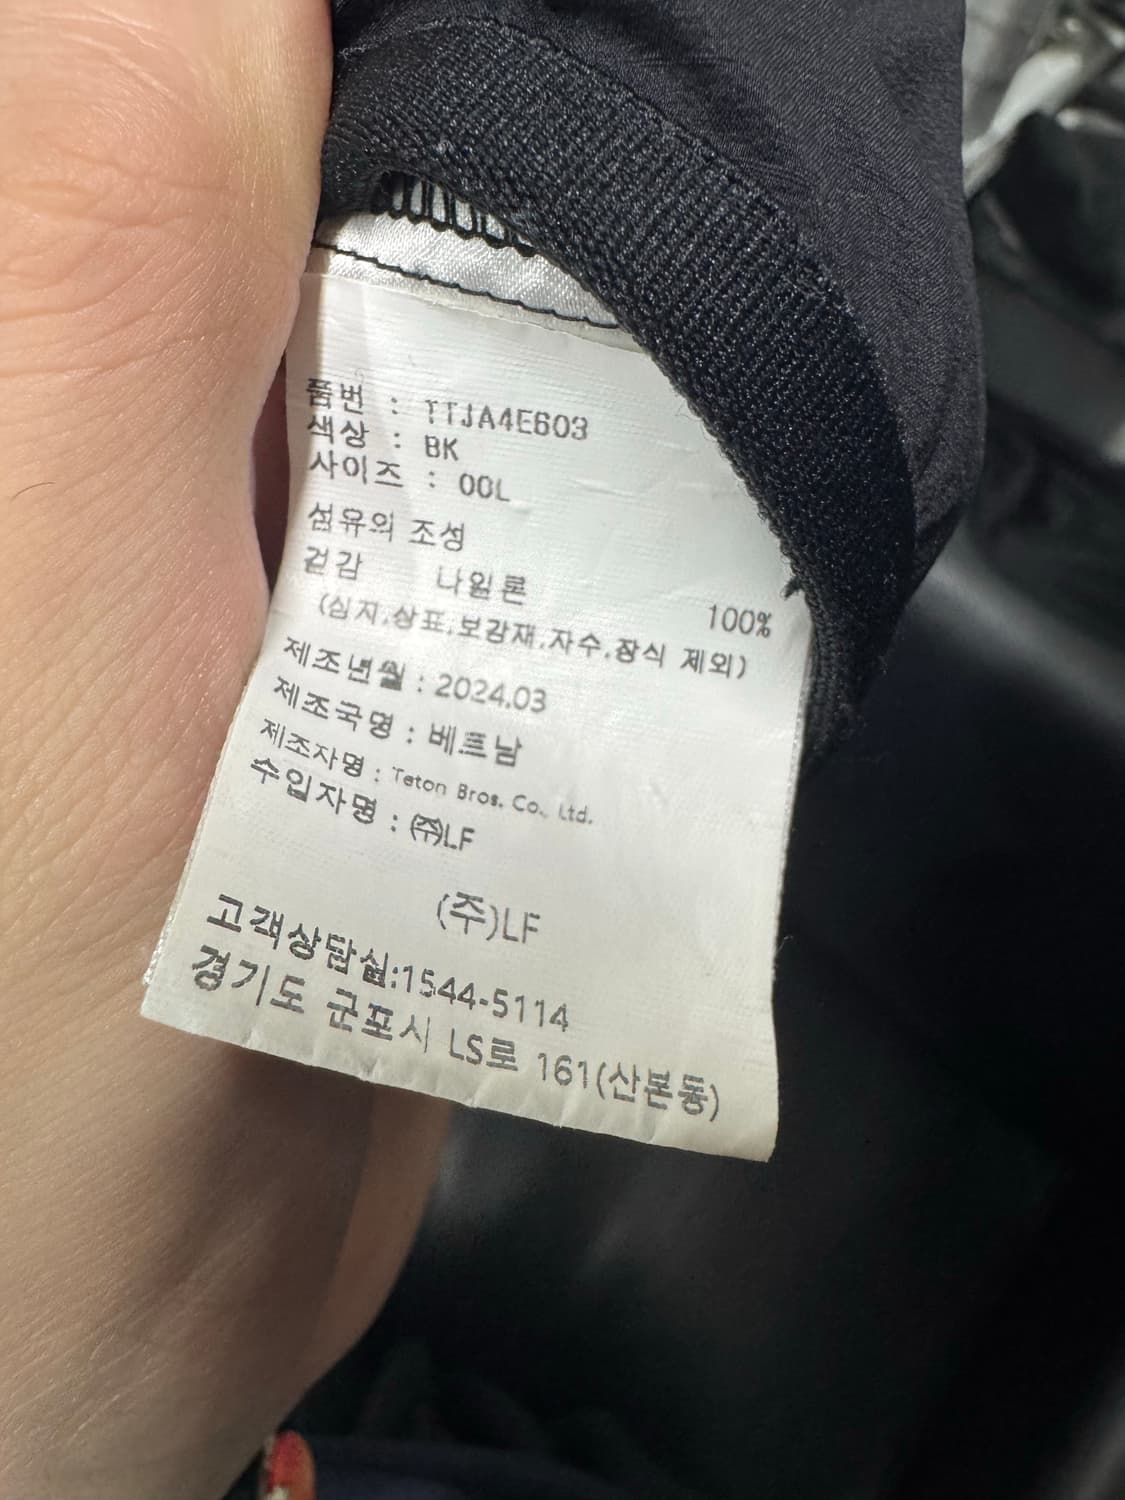 품번 : TTJA4E603
색상 : BK
사이즈 : 00L
섬유의 조성
겉감 나일론 100%
(심지,상표,보강재,자수,장식 제외)
제조년월 : 2024.03
제조국명 : 베트남
제조자명 : Teton Bros. Co., Ltd.
수입자명 : ㈜LF
(주)LF
고객상담실:1544-5114
경기도 군포시 LS로 161(산본동)